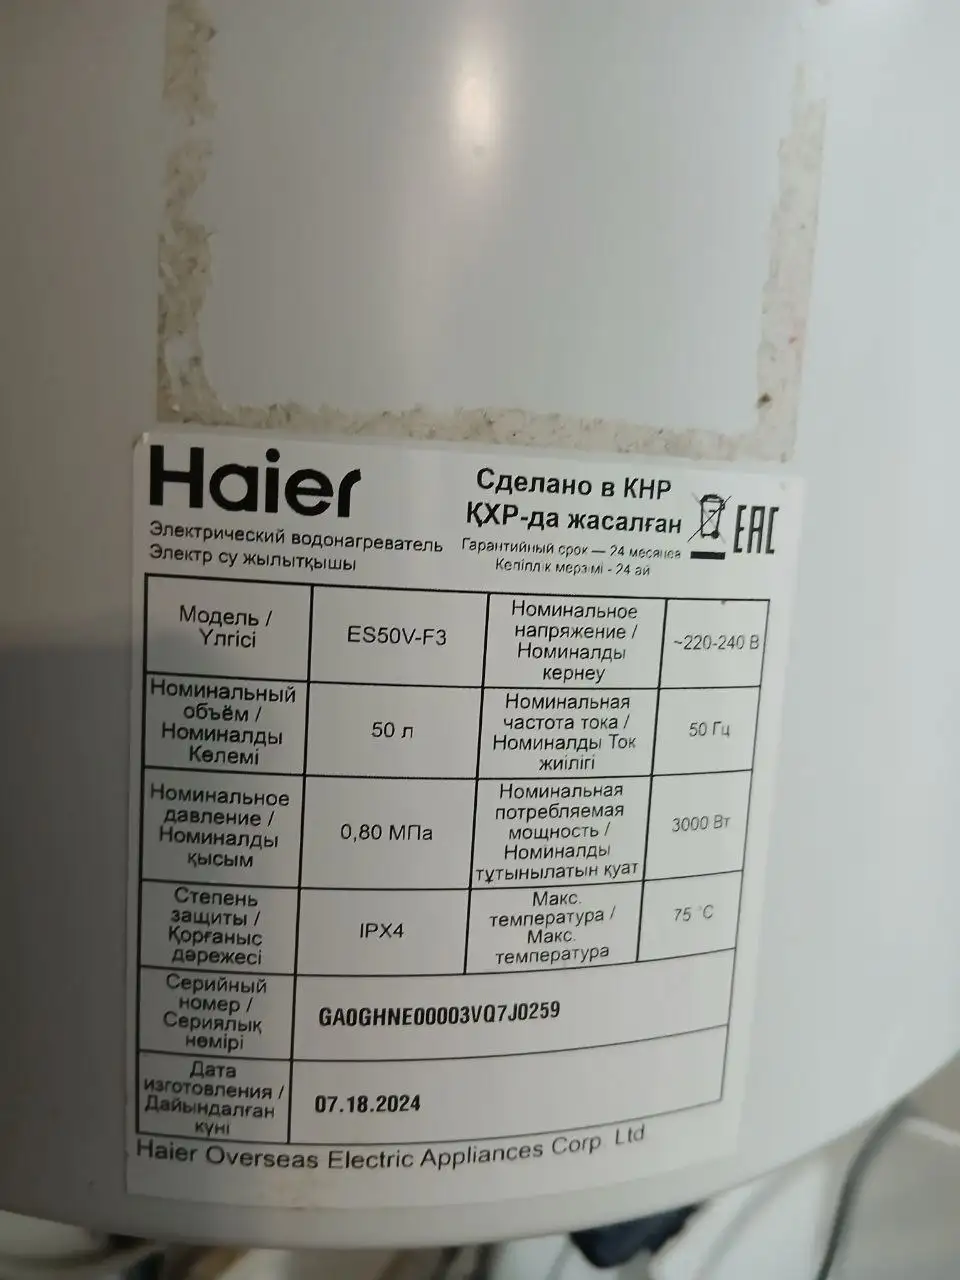 Haier
Электрический водонагреватель
Электр су жылытқышы
Сделано в КНР
ҚХР-да жасалған
Гарантийный срок — 24 месяцев
Кепілдік мерзімі - 24 ай
EAC
Модель /
Үлгісі
ES50V-F3
Номинальное
напряжение /
Номиналды
кернеу
~220-240 В
Номинальный
объём /
Номиналды
Көлемі
50 л
Номинальная
частота тока /
Номиналды Ток
жиілігі
50 Гц
Номинальное
давление /
Номиналды
қысым
0,80 МПа
Номинальная
потребляемая
мощность /
Номиналды
тұтынылатын қуат
3000 Вт
Степень
защиты /
Қорғаныс
дәрежесі
IPX4
Макс.
температура /
Макс.
температура
75 °C
Серийный
номер /
Сериялық
нөмірі
GA0GHNE00003VQ7J0259
Дата
изготовления /
Дайындалған
күні
07.18.2024
Haier Overseas Electric Appliances Corp. Ltd